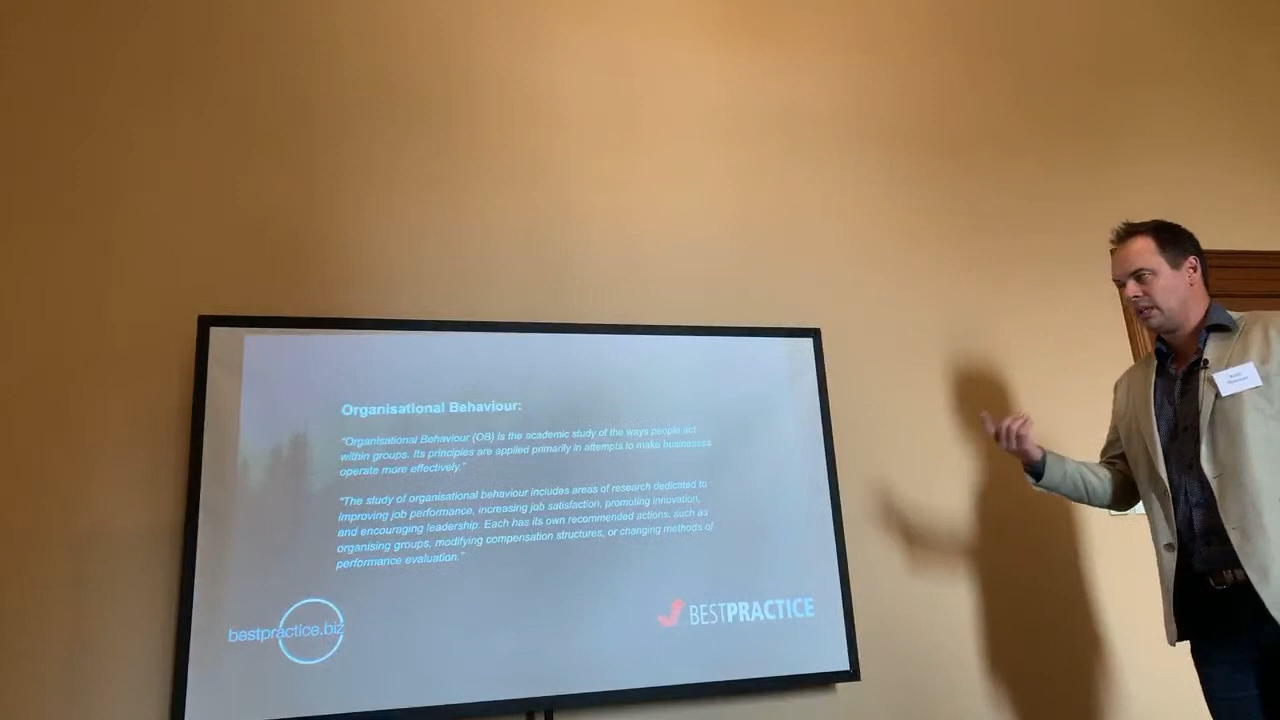 Organisational Behaviour:
"Organisational Behaviour (OB) is the academic study of the ways people act
within groups. Its principles are applied primarily in attempts to make businesses
operate more effectively."
"The study of organisational behaviour includes areas of research dedicated to
improving job performance, increasing job satisfaction, promoting innovation,
and encouraging leadership. Each has its own recommended actions, such as
organising groups, modifying compensation structures, or changing methods of
performance evaluation."
bestpractice.biz
BESTPRACTICE